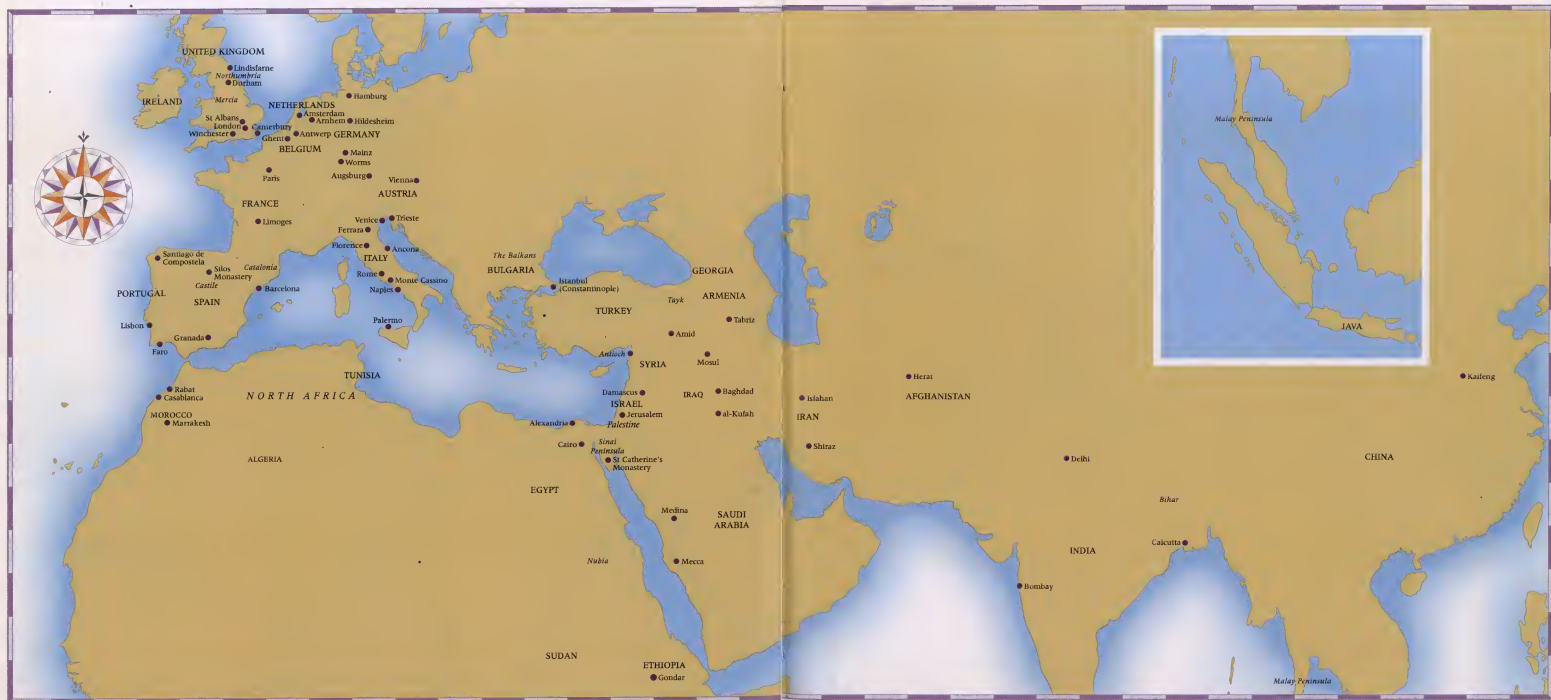 UNITED KINGDOM
Lindisfarne
Northumbria
Durham
IRELAND
Mercia
St Albans
London
Winchester
Canterbury
NETHERLANDS
Amsterdam
Arnhem
Hamburg
Hildesheim
Ghent
Antwerp
GERMANY
BELGIUM
Mainz
Worms
Paris
Augsburg
Vienna
AUSTRIA
FRANCE
Limoges
Venice
Trieste
Ferrara
Florence
Ancona
ITALY
Rome
Monte Cassino
Naples
Palermo
Santiago de
Compostela
Silos
Monastery
Catalonia
Castile
Barcelona
PORTUGAL
SPAIN
Lisbon
Granada
Faro
The Balkans
BULGARIA
Istanbul
(Constantinople)
GEORGIA
Tayk
ARMENIA
TURKEY
Tabriz
Amid
Antioch
SYRIA
Mosul
TUNISIA
NORTH AFRICA
Rabat
Casablanca
MOROCCO
Marrakesh
ALGERIA
Damascus
ISRAEL
Jerusalem
Palestine
IRAQ
Baghdad
al-Kufah
Alexandria
Cairo
Sinai
Peninsula
St Catherine's
Monastery
EGYPT
Medina
SAUDI
ARABIA
Nubia
Mecca
SUDAN
ETHIOPIA
Gondar
Herat
AFGHANISTAN
Isfahan
IRAN
Shiraz
Delhi
Bihar
INDIA
Calcutta
Bombay
CHINA
Kaifeng
Malay Peninsula
Malay Peninsula
JAVA